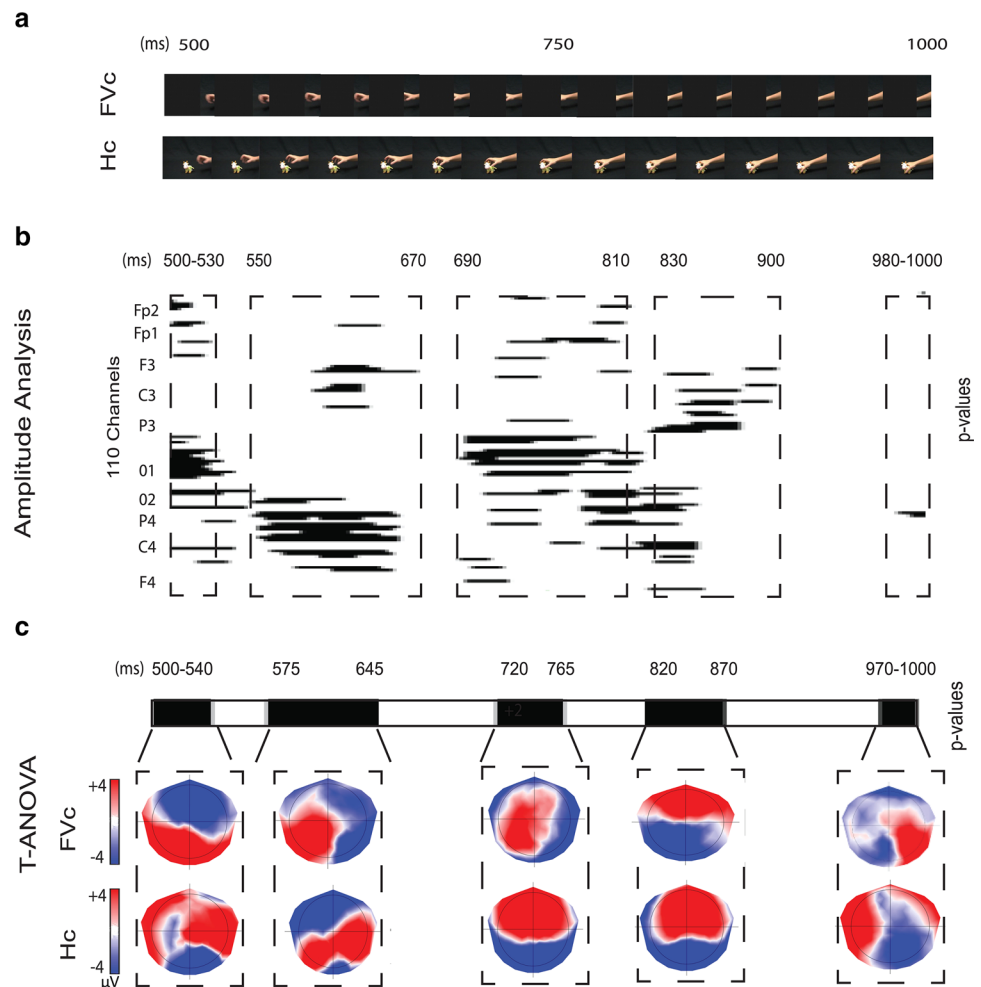 a
(ms) 500 750 1000
FVc
Hc
b
(ms) 500-530 550 670 690 810 830 900 980-1000
Amplitude Analysis
110 Channels
Fp2
Fp1
F3
C3
P3
01
02
P4
C4
F4
p-values
c
(ms) 500-540 575 645 720 765 820 870 970-1000
+2
p-values
T-ANOVA
FVc
+4
-4
Hc
+4
-4
μV